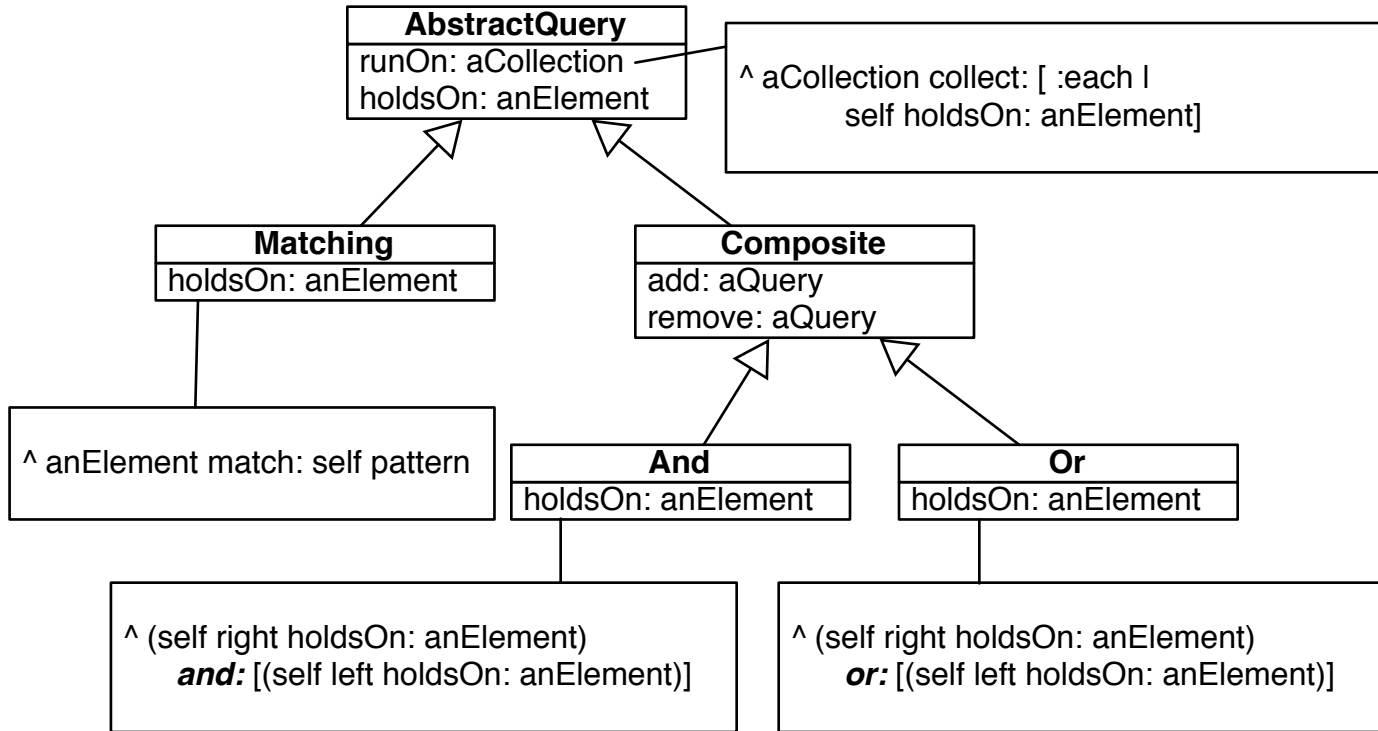 AbstractQuery
runOn: aCollection
holdsOn: anElement
^ aCollection collect: [ :each |
self holdsOn: anElement]
Matching
holdsOn: anElement
Composite
add: aQuery
remove: aQuery
^ anElement match: self pattern
And
holdsOn: anElement
Or
holdsOn: anElement
^ (self right holdsOn: anElement)
and: [(self left holdsOn: anElement)]
^ (self right holdsOn: anElement)
or: [(self left holdsOn: anElement)]